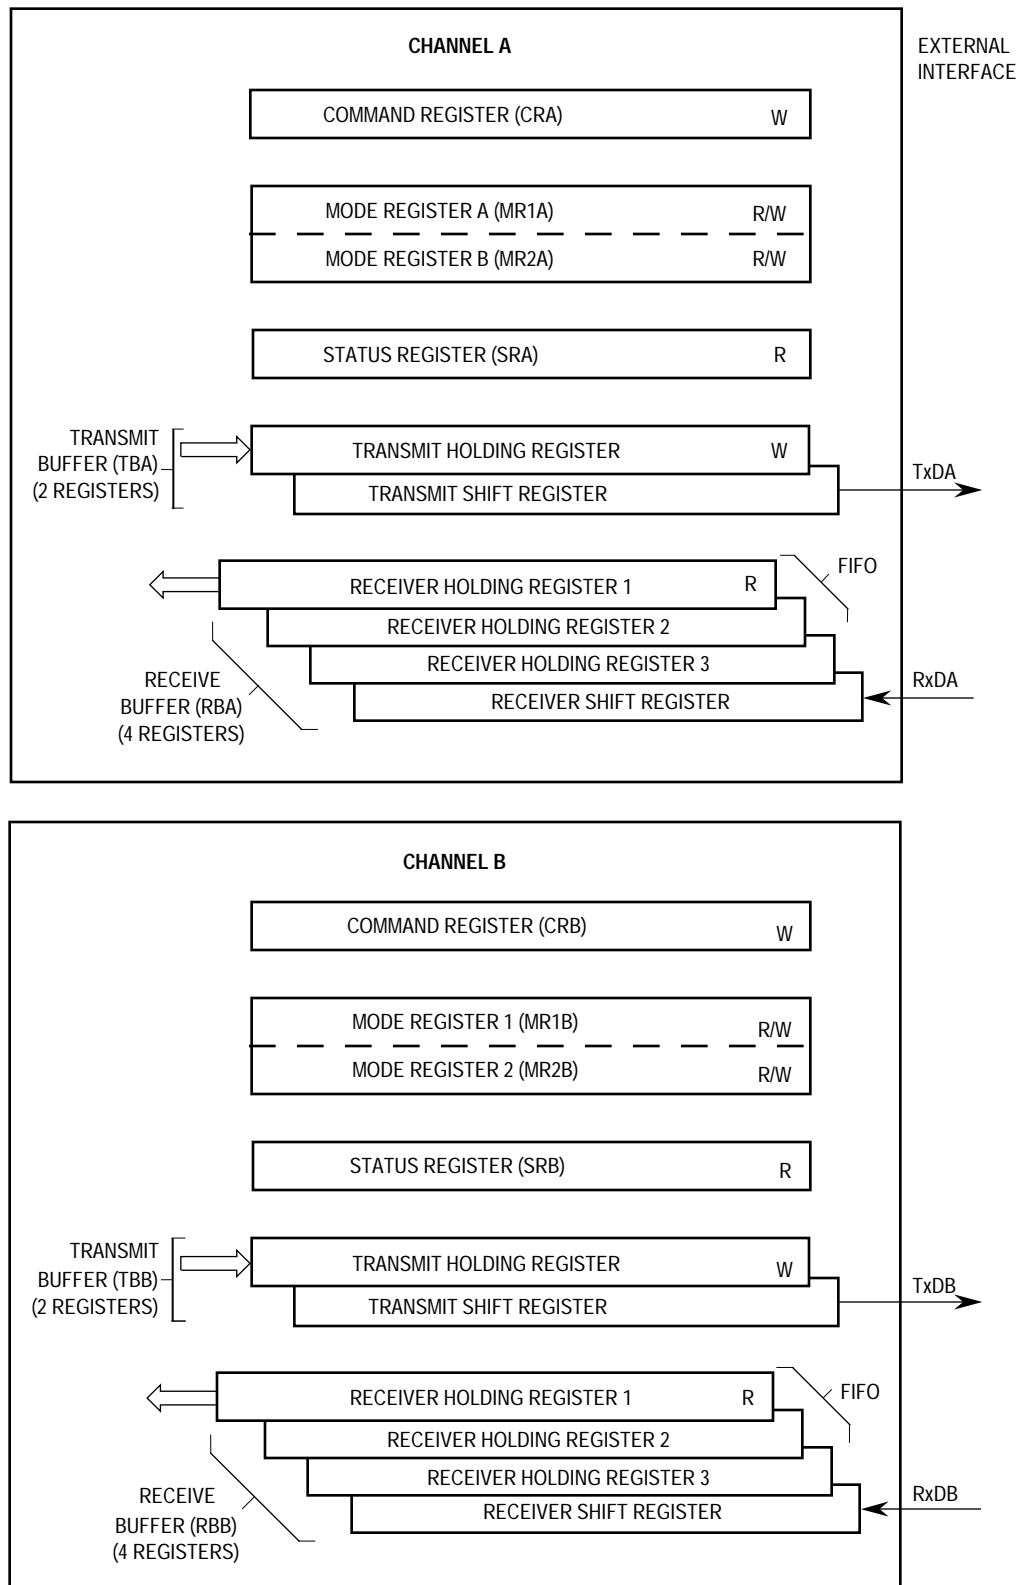 CHANNEL A
EXTERNAL
INTERFACE
COMMAND REGISTER (CRA) W
MODE REGISTER A (MR1A) R/W
MODE REGISTER B (MR2A) R/W
STATUS REGISTER (SRA) R
TRANSMIT
BUFFER (TBA)
(2 REGISTERS)
TRANSMIT HOLDING REGISTER W
TRANSMIT SHIFT REGISTER
TxDA
RECEIVER HOLDING REGISTER 1 R
FIFO
RECEIVER HOLDING REGISTER 2
RECEIVER HOLDING REGISTER 3
RECEIVER SHIFT REGISTER
RECEIVE
BUFFER (RBA)
(4 REGISTERS)
RxDA
CHANNEL B
COMMAND REGISTER (CRB) W
MODE REGISTER 1 (MR1B) R/W
MODE REGISTER 2 (MR2B) R/W
STATUS REGISTER (SRB) R
TRANSMIT
BUFFER (TBB)
(2 REGISTERS)
TRANSMIT HOLDING REGISTER W
TRANSMIT SHIFT REGISTER
TxDB
RECEIVER HOLDING REGISTER 1 R
FIFO
RECEIVER HOLDING REGISTER 2
RECEIVER HOLDING REGISTER 3
RECEIVER SHIFT REGISTER
RECEIVE
BUFFER (RBB)
(4 REGISTERS)
RxDB